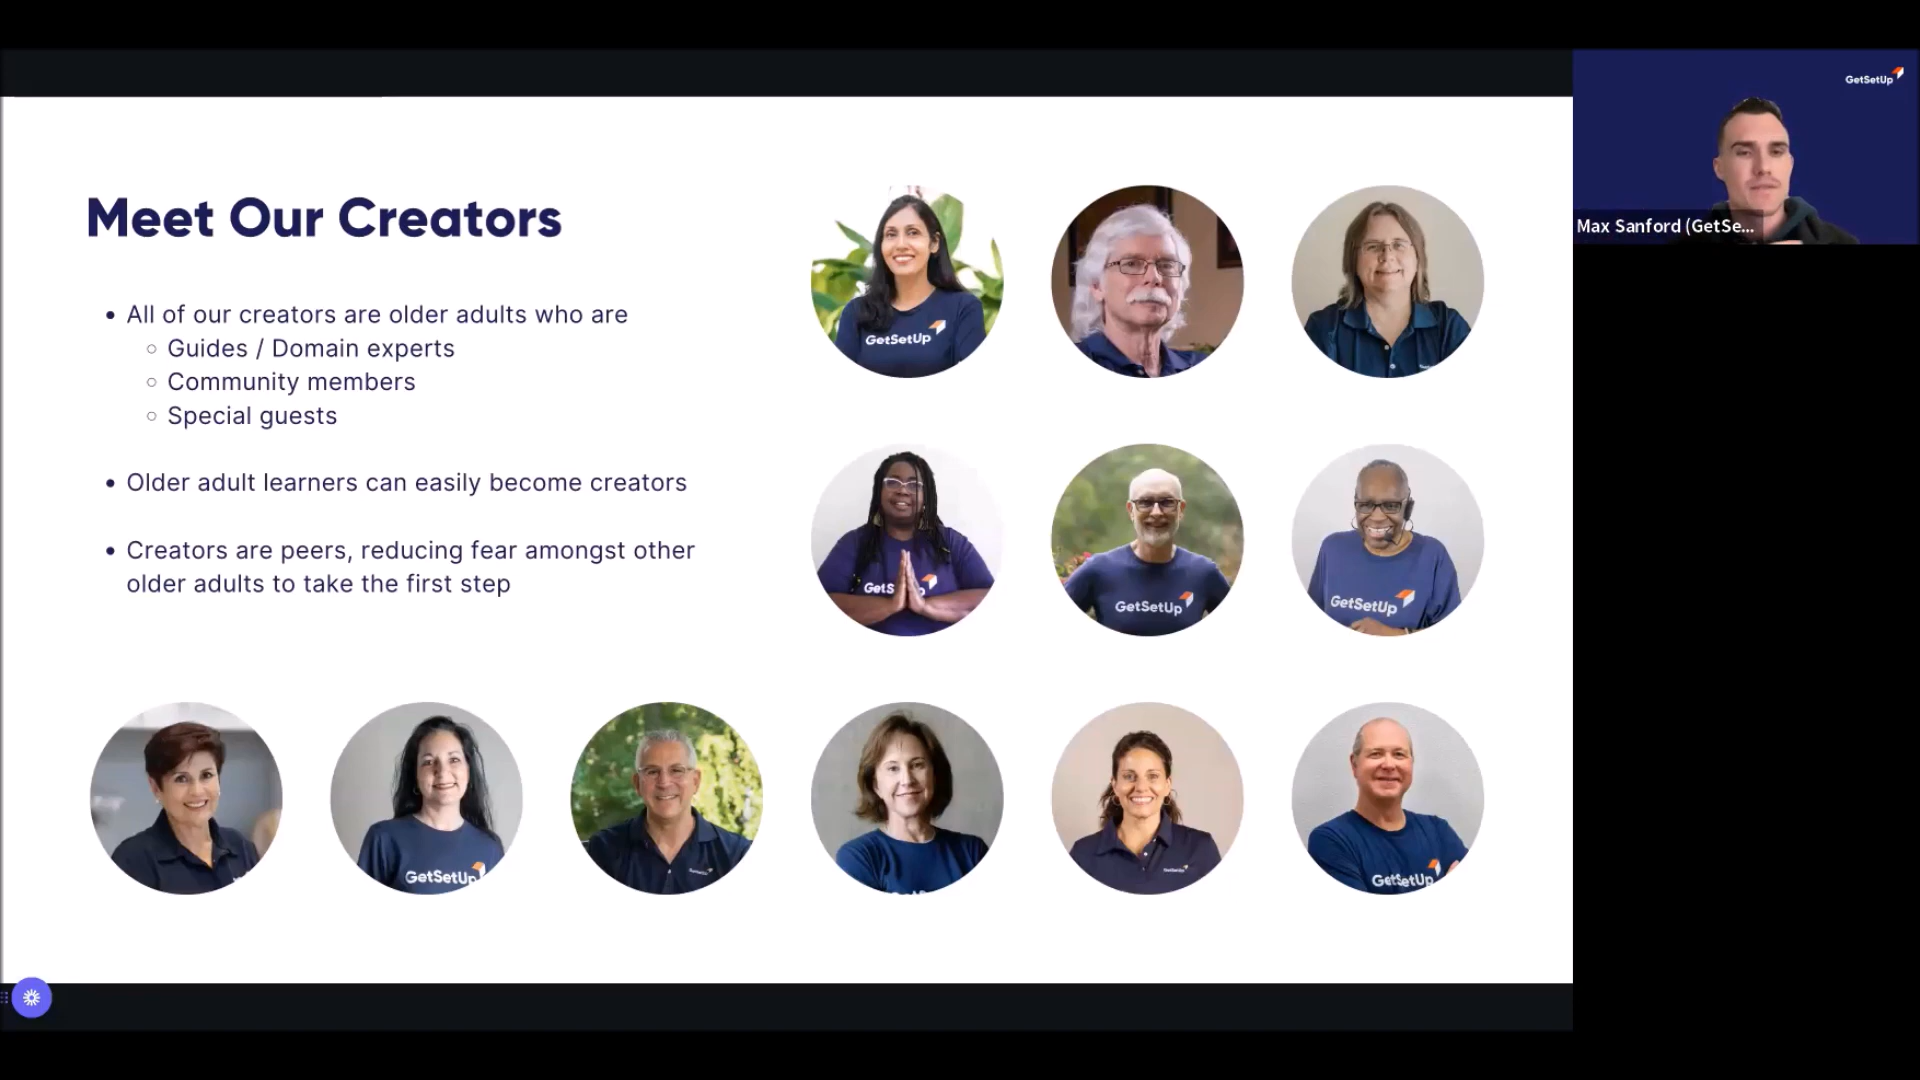 GetSetUp
Max Sanford (GetSe...
Meet Our Creators
All of our creators are older adults who are
Guides / Domain experts
Community members
Special guests
Older adult learners can easily become creators
Creators are peers, reducing fear amongst other
older adults to take the first step
GetSetUp
GetS p
GetSetUp
GetSetUp
GetSetUp
GetSetUp